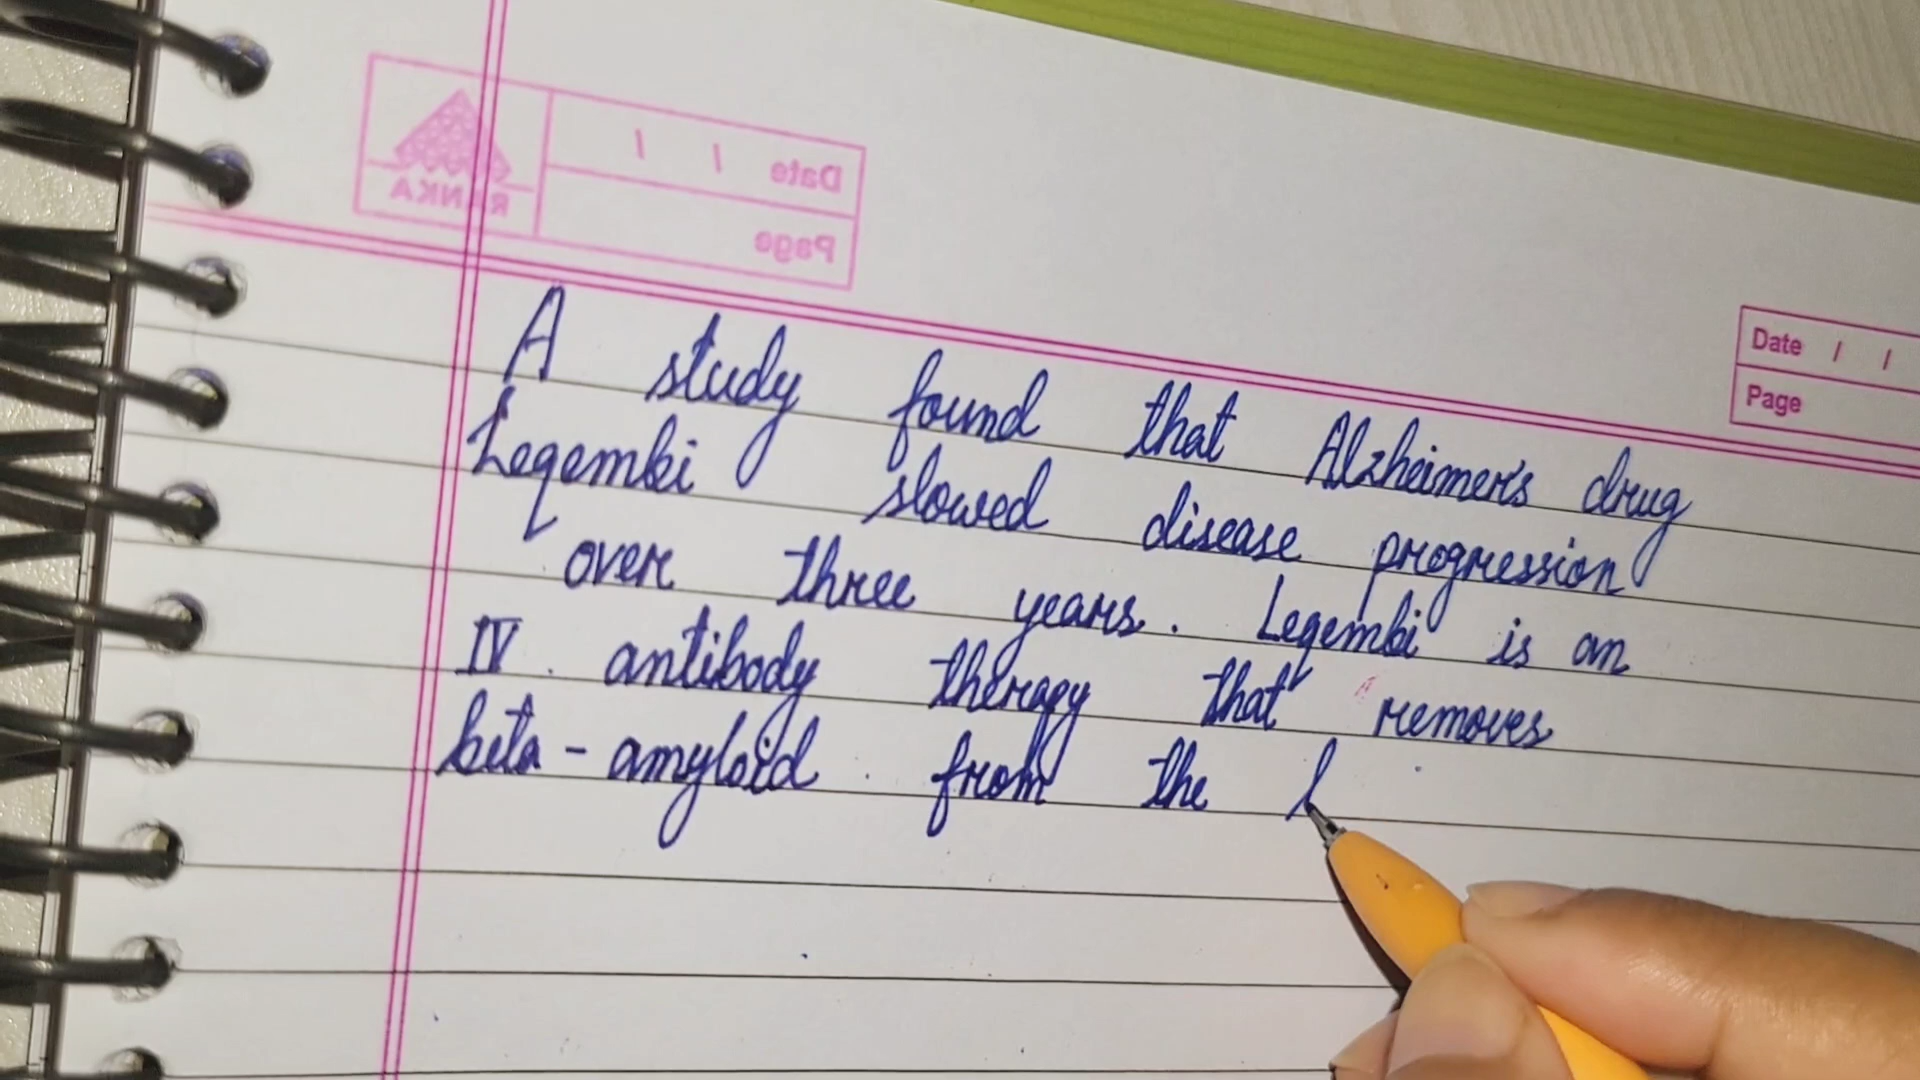 RANKA
Date / /
Page
Date / /
Page
A study found that Alzheimer's drug
Leqembi slowed disease progression
over three years. Leqembi is an
IV antibody therapy that removes
beta-amyloid from the